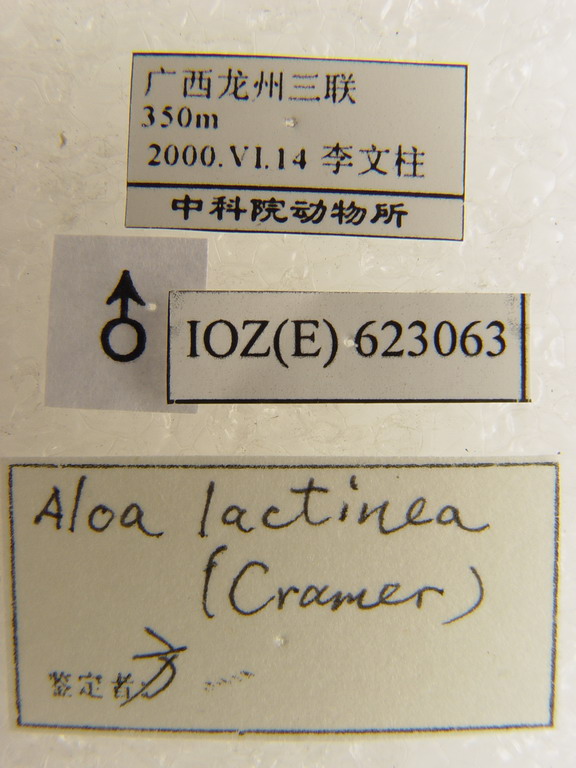 广西龙州三联
350m
2000.VI.14 李文柱
中科院动物所
♂
IOZ(E) 623063
Aloa lactinea
(Cramer)
鉴定者:方